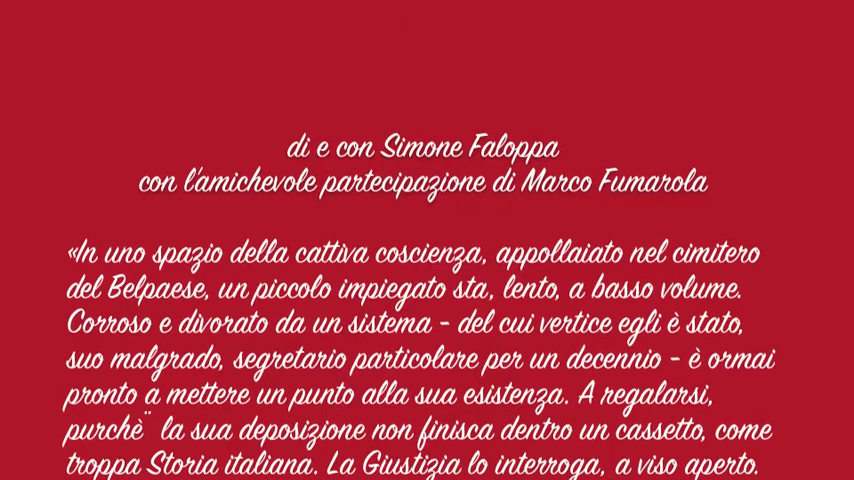 di e con Simone Faloppa
con l'amichevole partecipazione di Marco Fumarola
«In uno spazio della cattiva coscienza, appollaiato nel cimitero
del Belpaese, un piccolo impiegato sta, lento, a basso volume.
Corroso e divorato da un sistema - del cui vertice egli è stato,
suo malgrado, segretario particolare per un decennio - è ormai
pronto a mettere un punto alla sua esistenza. A regalarsi,
purchè¨ la sua deposizione non finisca dentro un cassetto, come
troppa Storia italiana. La Giustizia lo interroga, a viso aperto.